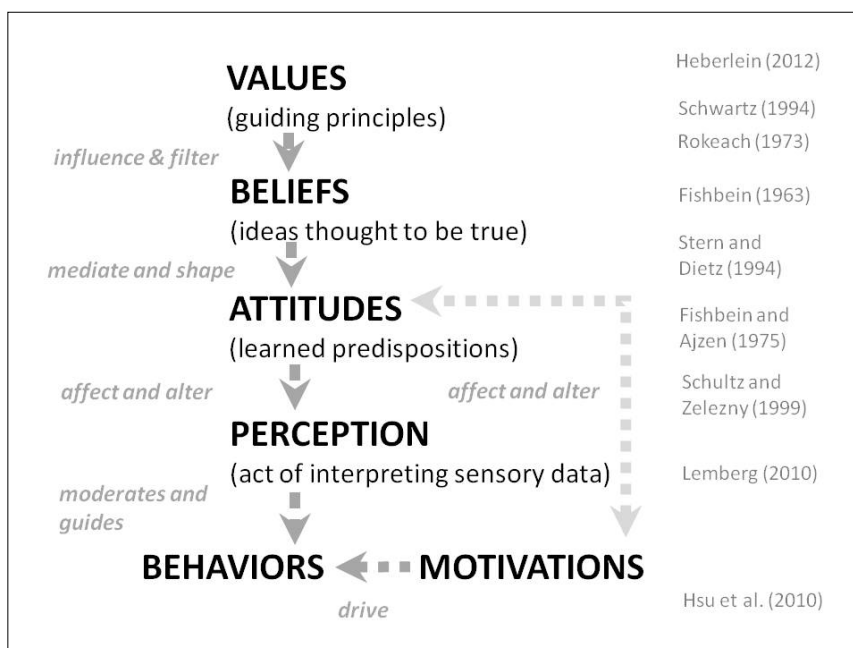 VALUES
(guiding principles)
influence & filter
BELIEFS
(ideas thought to be true)
mediate and shape
ATTITUDES
(learned predispositions)
affect and alter
affect and alter
PERCEPTION
(act of interpreting sensory data)
moderates and
guides
BEHAVIORS
MOTIVATIONS
drive
Heberlein (2012)
Schwartz (1994)
Rokeach (1973)
Fishbein (1963)
Stern and
Dietz (1994)
Fishbein and
Ajzen (1975)
Schultz and
Zelezny (1999)
Lemberg (2010)
Hsu et al. (2010)